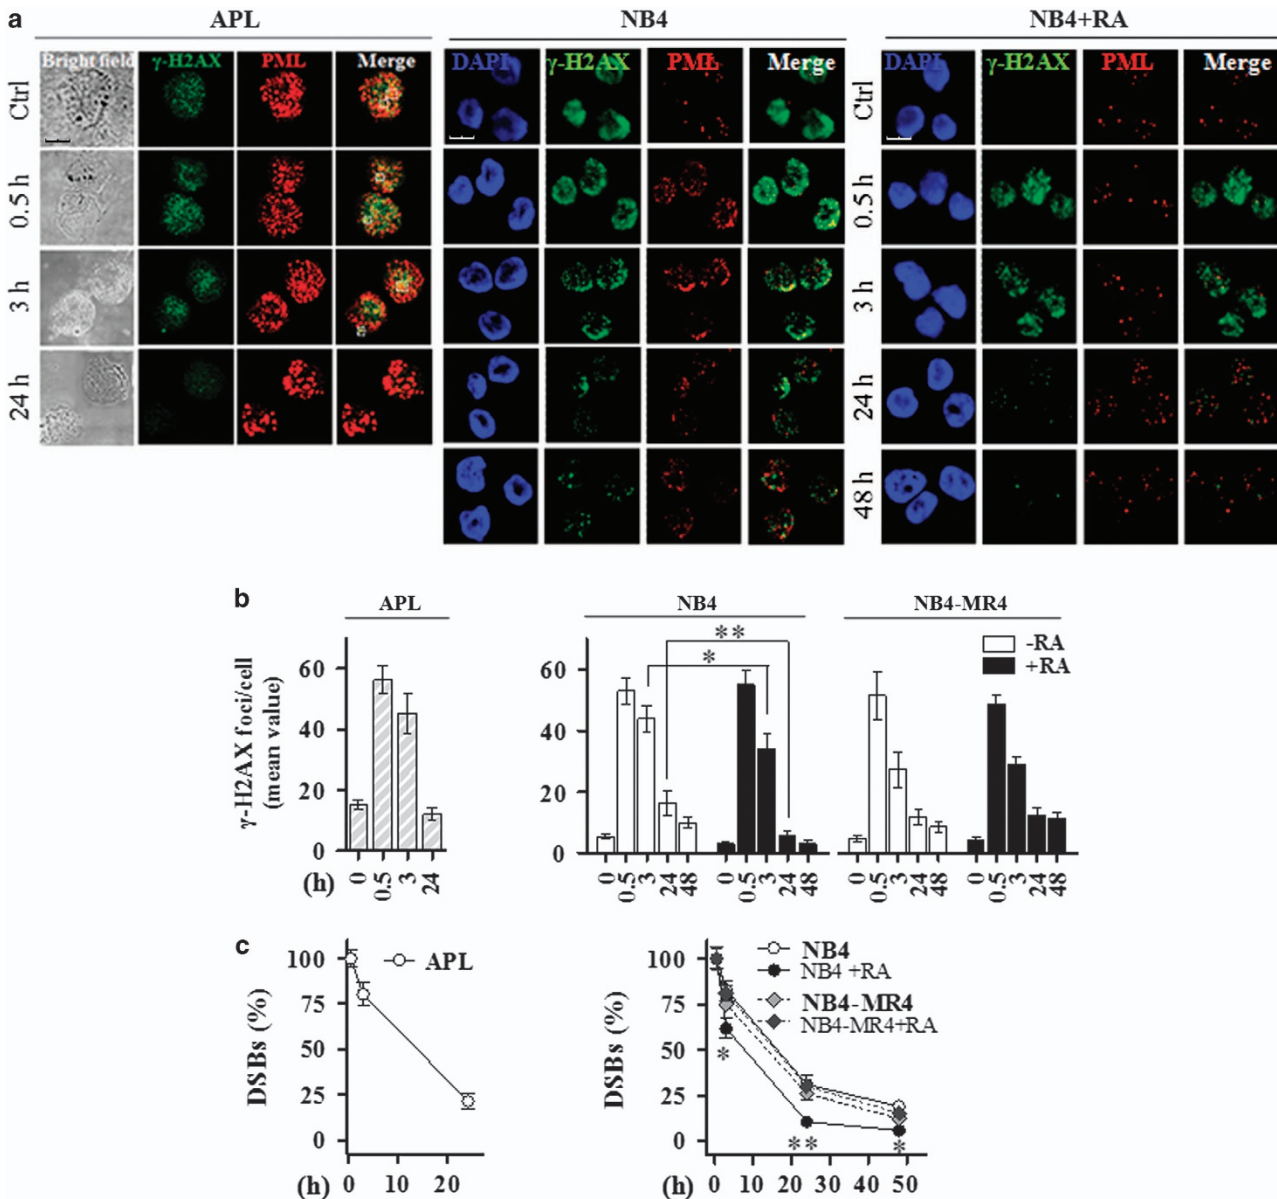 a
APL NB4 NB4+RA
Bright field γ-H2AX PML Merge DAPI γ-H2AX PML Merge DAPI γ-H2AX PML Merge
Ctrl
0.5 h 0.5 h
3 h 3 h
24 h 24 h
48 h
b
APL NB4 NB4-MR4
γ-H2AX foci/cell
(mean value)
60 40 20 0
60 40 20 0
** *
-RA
+RA
(h) 0 0.5 3 24 0 0.5 3 24 48 0 0.5 3 24 48 0 0.5 3 24 48 0 0.5 3 24 48
c
DSBs (%)
100 75 50 25 0
APL
(h) 0 10 20
DSBs (%)
100 75 50 25 0
NB4
NB4 +RA
NB4-MR4
NB4-MR4+RA
* ** *
(h) 0 10 20 30 40 50